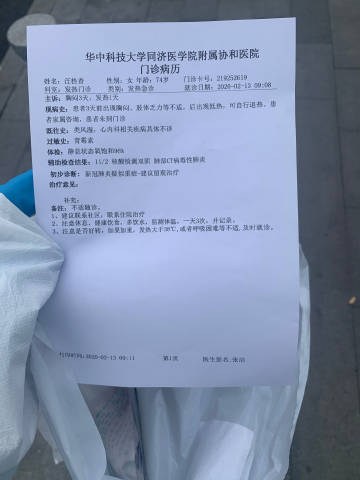 华中科技大学同济医学院附属协和医院
门诊病历
姓名：汪热香 性别：女 年龄：74岁 门诊卡号：219252619
科室：发热门诊 类别：发热急诊 就诊日期：2020-02-13 09:08
主诉：胸闷3天，发热1天
现病史：患者3天前出现胸闷、肢体乏力等不适，后出现低热，可自行退热，患
者家属咨询，患者未到门诊
既往史：类风湿，心内科相关疾病具体不详
过敏史：青霉素
体检：静息状态氧饱和
辅助检查结果：11/2 核酸检测双阴 肺部CT病毒性肺炎
初步诊断：新冠肺炎疑似重症-建议留观治疗
治疗意见：
补充：
备注：不适随诊。
1、建议联系社区，联系住院治疗
2、注意休息，健康饮食，多饮水，监测体温，一天3次，并记录。
3、注意是否好转，如果加重，发热大于38℃,或者呼吸困难等不适,及时就诊。
打印时间:2020-02-13 09:11 第1次 医生签名:张